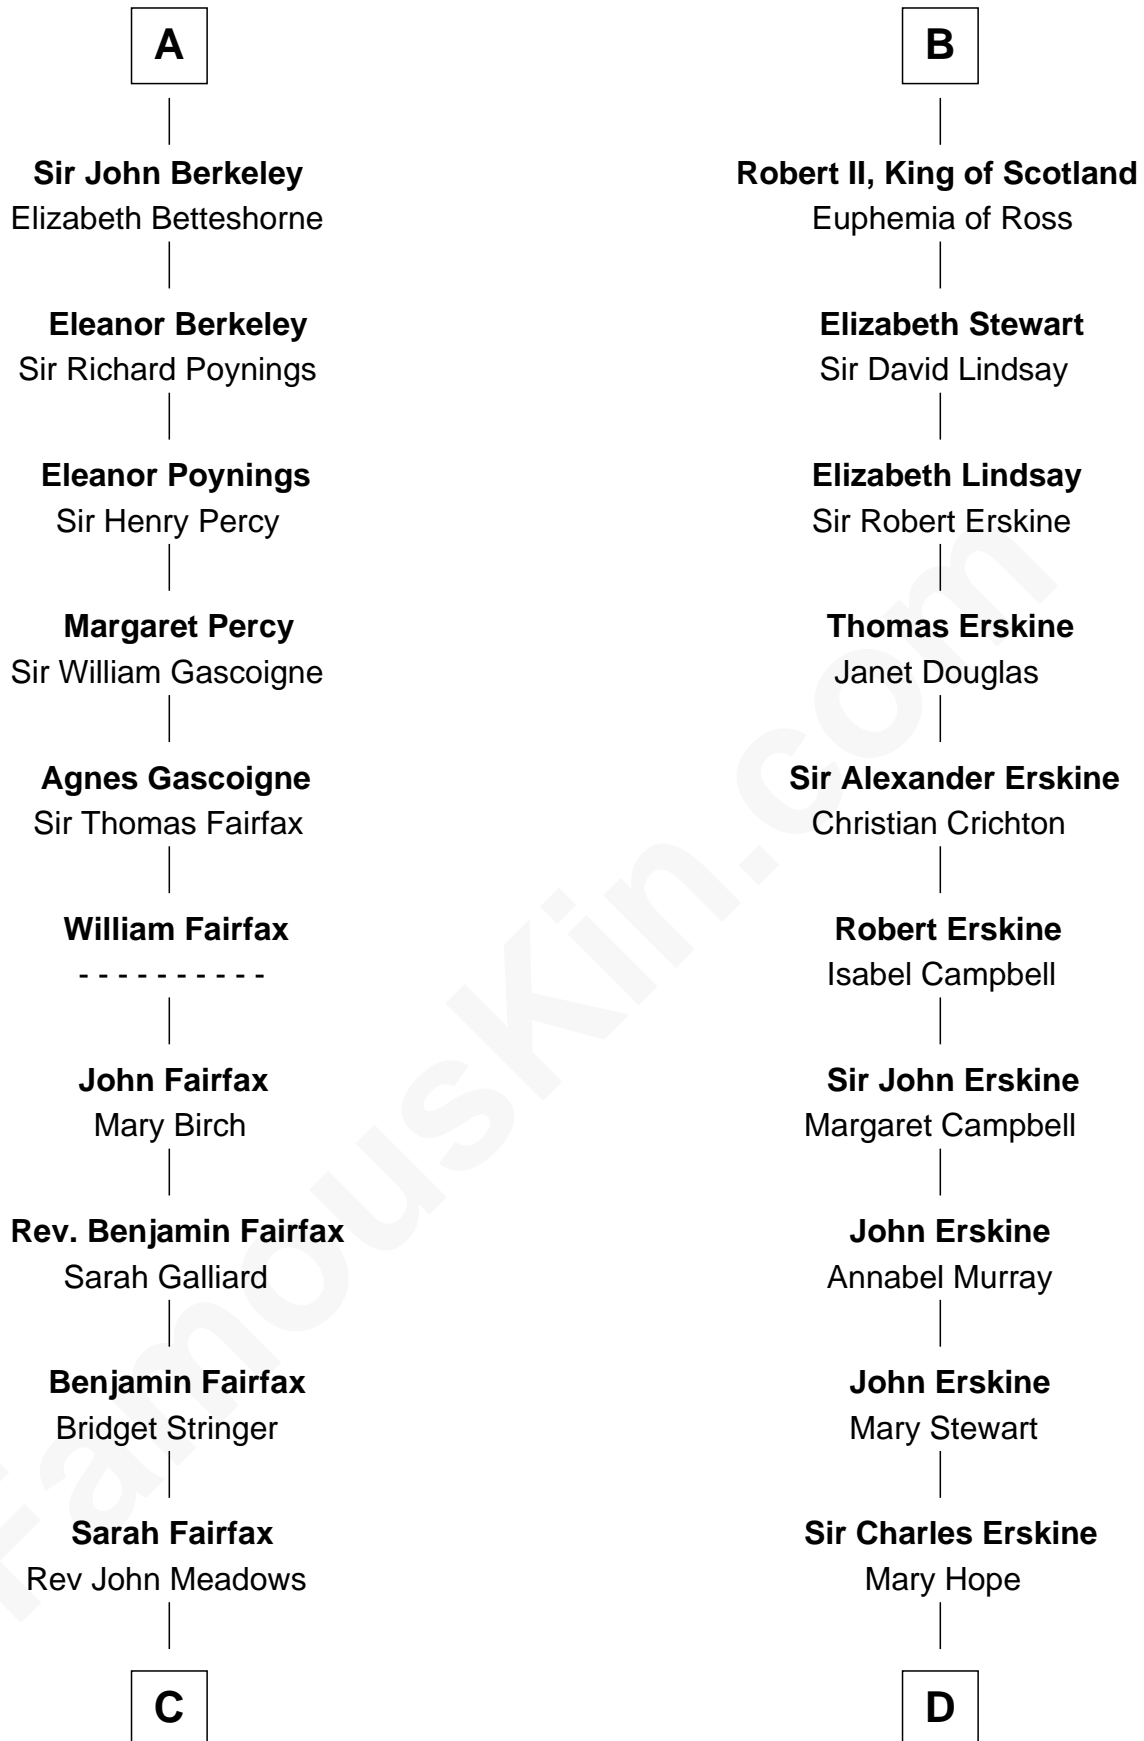 A
Sir John Berkeley
Elizabeth Betteshorne
Eleanor Berkeley
Sir Richard Poynings
Eleanor Poynings
Sir Henry Percy
Margaret Percy
Sir William Gascoigne
Agnes Gascoigne
Sir Thomas Fairfax
William Fairfax
- - - - - - - - - -
John Fairfax
Mary Birch
Rev. Benjamin Fairfax
Sarah Galliard
Benjamin Fairfax
Bridget Stringer
Sarah Fairfax
Rev John Meadows
C
B
Robert II, King of Scotland
Euphemia of Ross
Elizabeth Stewart
Sir David Lindsay
Elizabeth Lindsay
Sir Robert Erskine
Thomas Erskine
Janet Douglas
Sir Alexander Erskine
Christian Crichton
Robert Erskine
Isabel Campbell
Sir John Erskine
Margaret Campbell
John Erskine
Annabel Murray
John Erskine
Mary Stewart
Sir Charles Erskine
Mary Hope
D
FamousKin.com